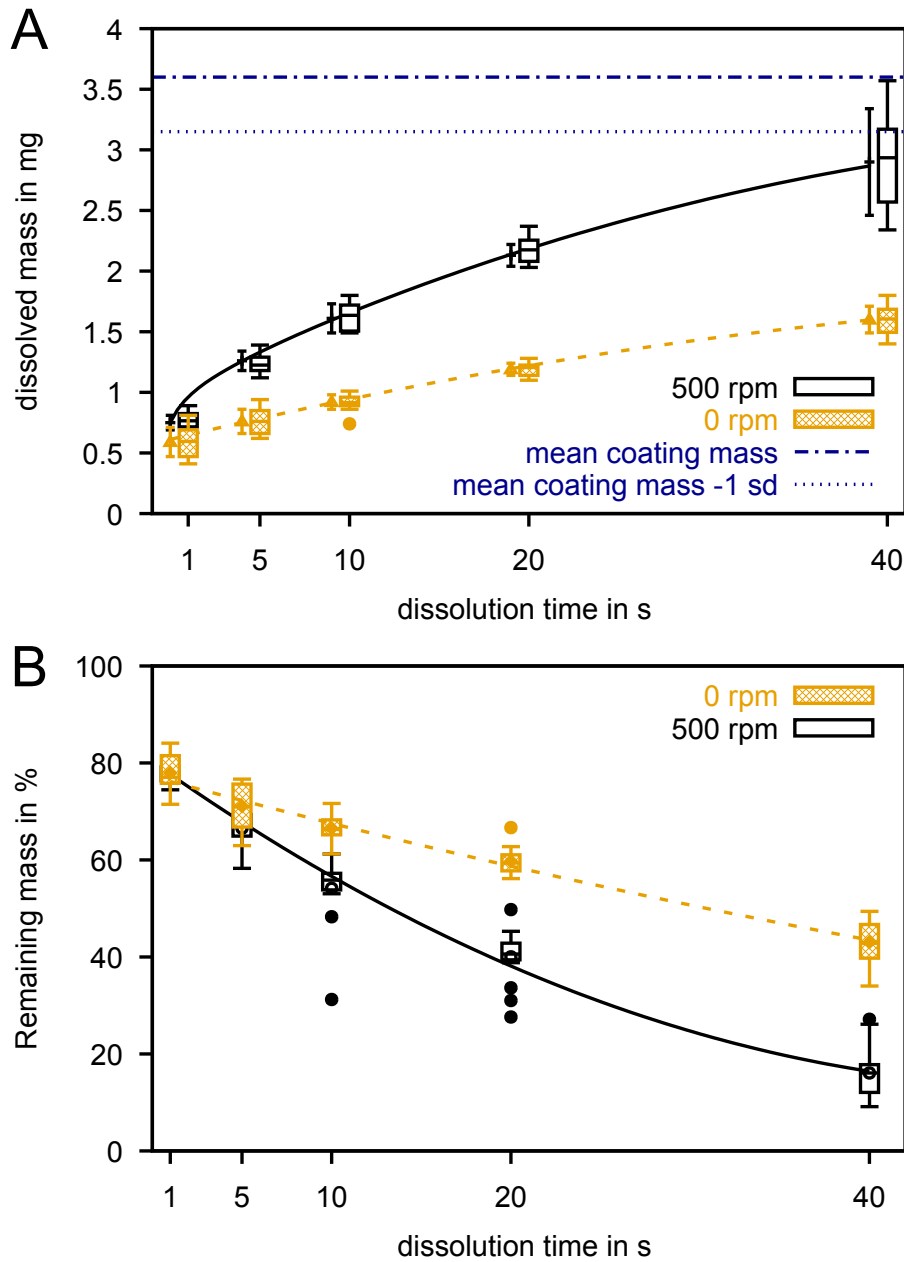 A
4
3.5
3
2.5
2
1.5
1
0.5
0
dissolved mass in mg
500 rpm
0 rpm
mean coating mass
mean coating mass -1 sd
1 5 10 20 40
dissolution time in s
B
100
80
60
40
20
0
Remaining mass in %
0 rpm
500 rpm
1 5 10 20 40
dissolution time in s